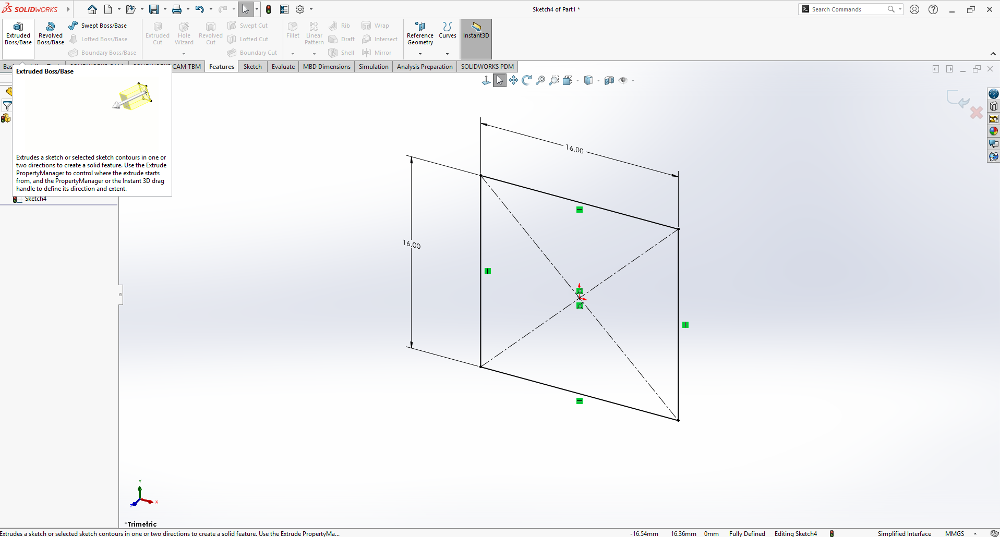 SOLIDWORKS
Sketch4 of Part1 *
Search Commands
Extruded Boss/Base
Revolved Boss/Base
Swept Boss/Base
Lofted Boss/Base
Boundary Boss/Base
Extruded Cut
Hole Wizard
Revolved Cut
Swept Cut
Lofted Cut
Boundary Cut
Fillet
Linear Pattern
Rib
Draft
Shell
Wrap
Intersect
Mirror
Reference Geometry
Curves
Instant3D
CAM TBM
Features
Sketch
Evaluate
MBD Dimensions
Simulation
Analysis Preparation
SOLIDWORKS PDM
Extruded Boss/Base
Extrudes a sketch or selected sketch contours in one or
two directions to create a solid feature. Use the Extrude
PropertyManager to control where the extrude starts
from, and the PropertyManager or the Instant 3D drag
handle to define its direction and extent.
Sketch4
16.00
16.00
Y
X
Z
*Trimetric
Extrudes a sketch or selected sketch contours in one or two directions to create a solid feature. Use the Extrude PropertyMa...
-16.54mm 16.36mm 0mm Fully Defined Editing Sketch4 Simplified Interface MMGS